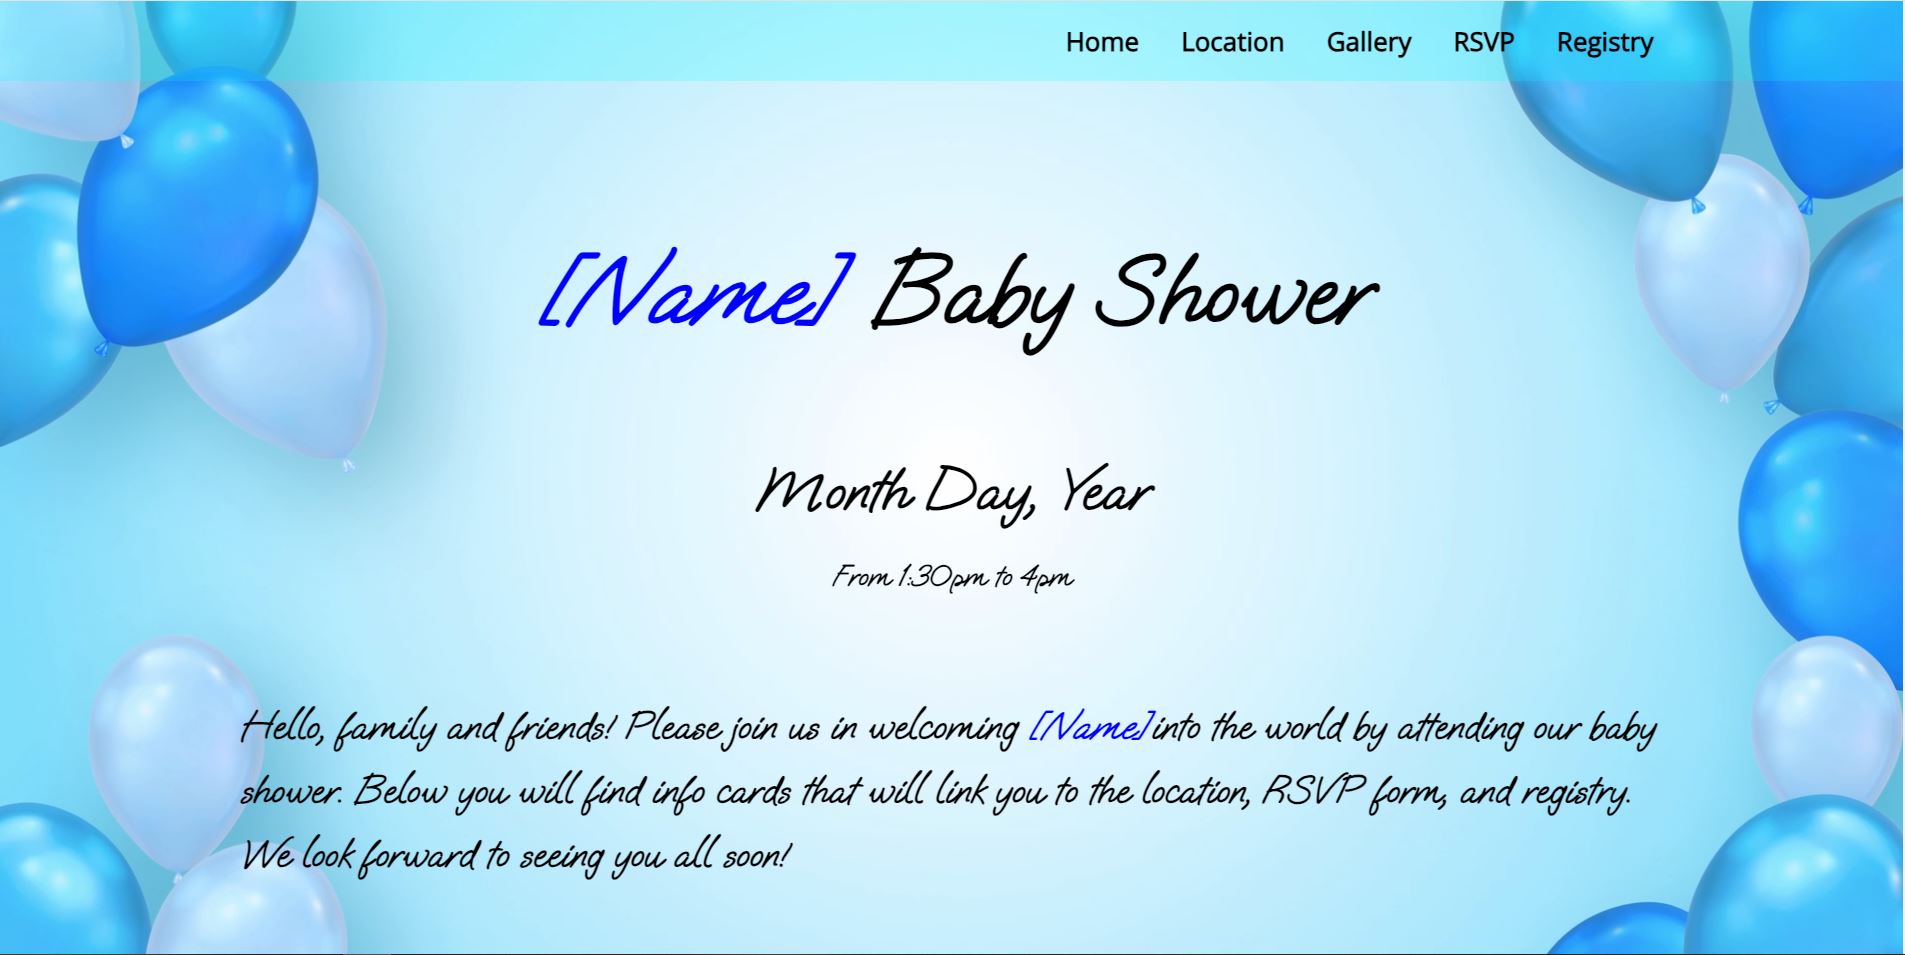 Home Location Gallery RSVP Registry
[Name] Baby Shower
Month Day, Year
From 1:30pm to 4pm
Hello, family and friends! Please join us in welcoming [Name]into the world by attending our baby
shower. Below you will find info cards that will link you to the location, RSVP form, and registry.
We look forward to seeing you all soon!